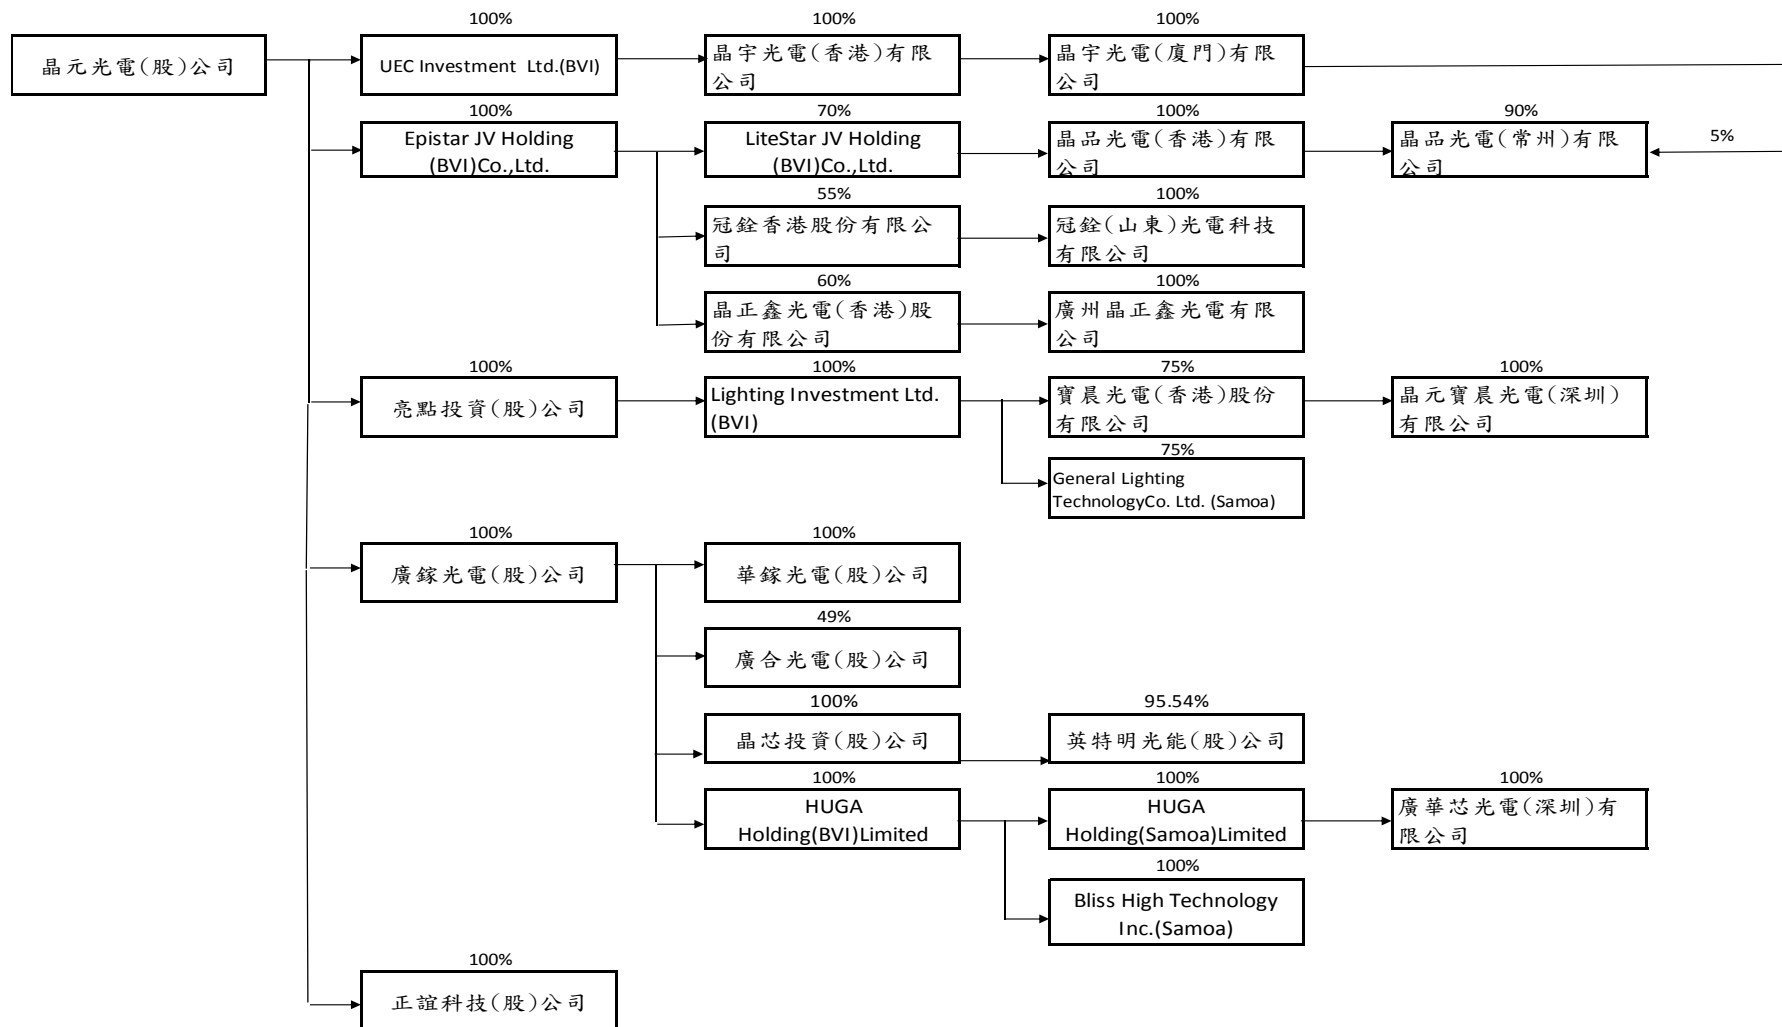 100%
100%
100%
晶元光電(股)公司
UEC Investment Ltd.(BVI)
晶宇光電(香港)有限
公司
晶宇光電(廈門)有限
公司
100%
70%
100%
90%
Epistar JV Holding
(BVI)Co.,Ltd.
LiteStar JV Holding
(BVI)Co.,Ltd.
晶品光電(香港)有限
公司
晶品光電(常州)有限
公司
5%
55%
100%
冠銓香港股份有限公
司
冠銓(山東)光電科技
有限公司
60%
100%
晶正鑫光電(香港)股
份有限公司
廣州晶正鑫光電有限
公司
100%
100%
75%
100%
亮點投資(股)公司
Lighting Investment Ltd.
(BVI)
寶晨光電(香港)股份
有限公司
晶元寶晨光電(深圳)
有限公司
75%
General Lighting
TechnologyCo. Ltd. (Samoa)
100%
100%
廣鎵光電(股)公司
華鎵光電(股)公司
49%
廣合光電(股)公司
100%
95.54%
晶芯投資(股)公司
英特明光能(股)公司
100%
100%
100%
HUGA
Holding(BVI)Limited
HUGA
Holding(Samoa)Limited
廣華芯光電(深圳)有
限公司
100%
Bliss High Technology
Inc.(Samoa)
100%
正誼科技(股)公司